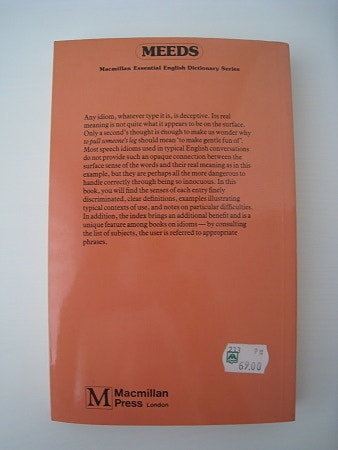 MEEDS
Macmillan Essential English Dictionary Series
Any idiom, whatever type it is, is deceptive. Its real
meaning is not quite what it appears to be on the surface.
Only a second's thought is enough to make us wonder why
to pull someone's leg should mean 'to make gentle fun of'.
Most speech idioms used in typical English conversations
do not provide such an opaque connection between the
surface sense of the words and their real meaning as in this
example, but they are perhaps all the more dangerous to
handle correctly through being so innocuous. In this
book, you will find the senses of each entry finely
discriminated, clear definitions, examples illustrating
typical contexts of use, and notes on particular difficulties.
In addition, the index brings an additional benefit and is a
unique feature among books on idioms — by consulting
the list of subjects, the user is referred to appropriate
phrases.
69.00
M Macmillan
Press London